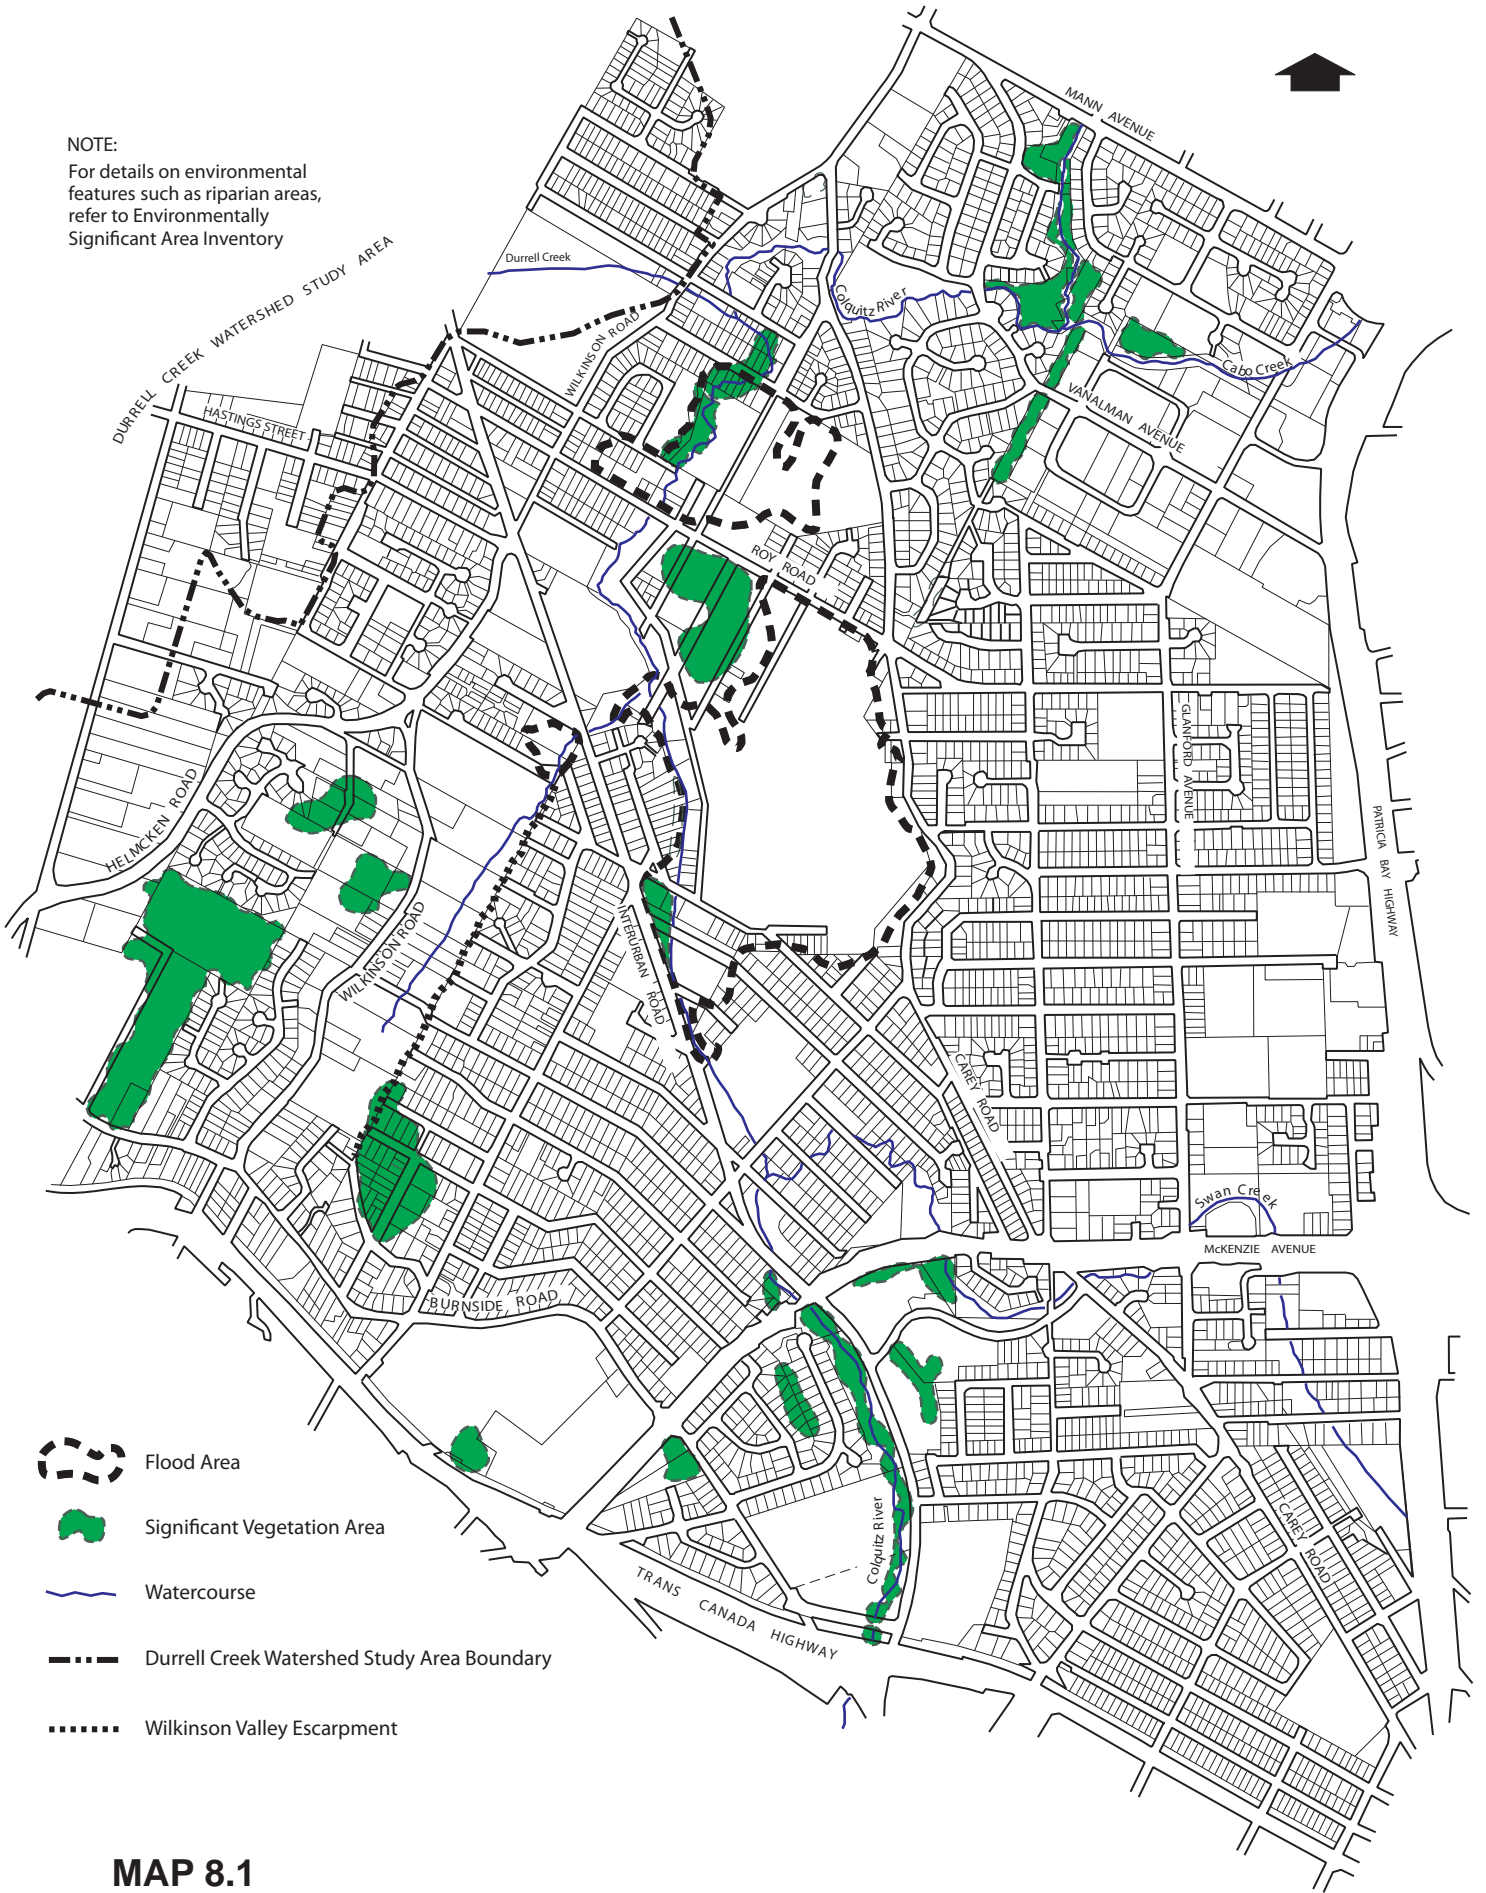 MANN AVENUE
NOTE:
For details on environmental
features such as riparian areas,
refer to Environmentally
Significant Area Inventory
DURRELL CREEK WATERSHED STUDY AREA
Durrell Creek
Colquitz River
WILKINSON ROAD
Cabo Creek
HASTINGS STREET
VANALMAN AVENUE
ROY ROAD
GLANFORD AVENUE
HELMCKEN ROAD
PATRICIA BAY HIGHWAY
WILKINSON ROAD
INTERURBAN ROAD
CAREY ROAD
Swan Creek
McKENZIE AVENUE
BURNSIDE ROAD
Flood Area
Significant Vegetation Area
Colquitz River
CAREY ROAD
Watercourse
TRANS CANADA HIGHWAY
Durrell Creek Watershed Study Area Boundary
Wilkinson Valley Escarpment
MAP 8.1